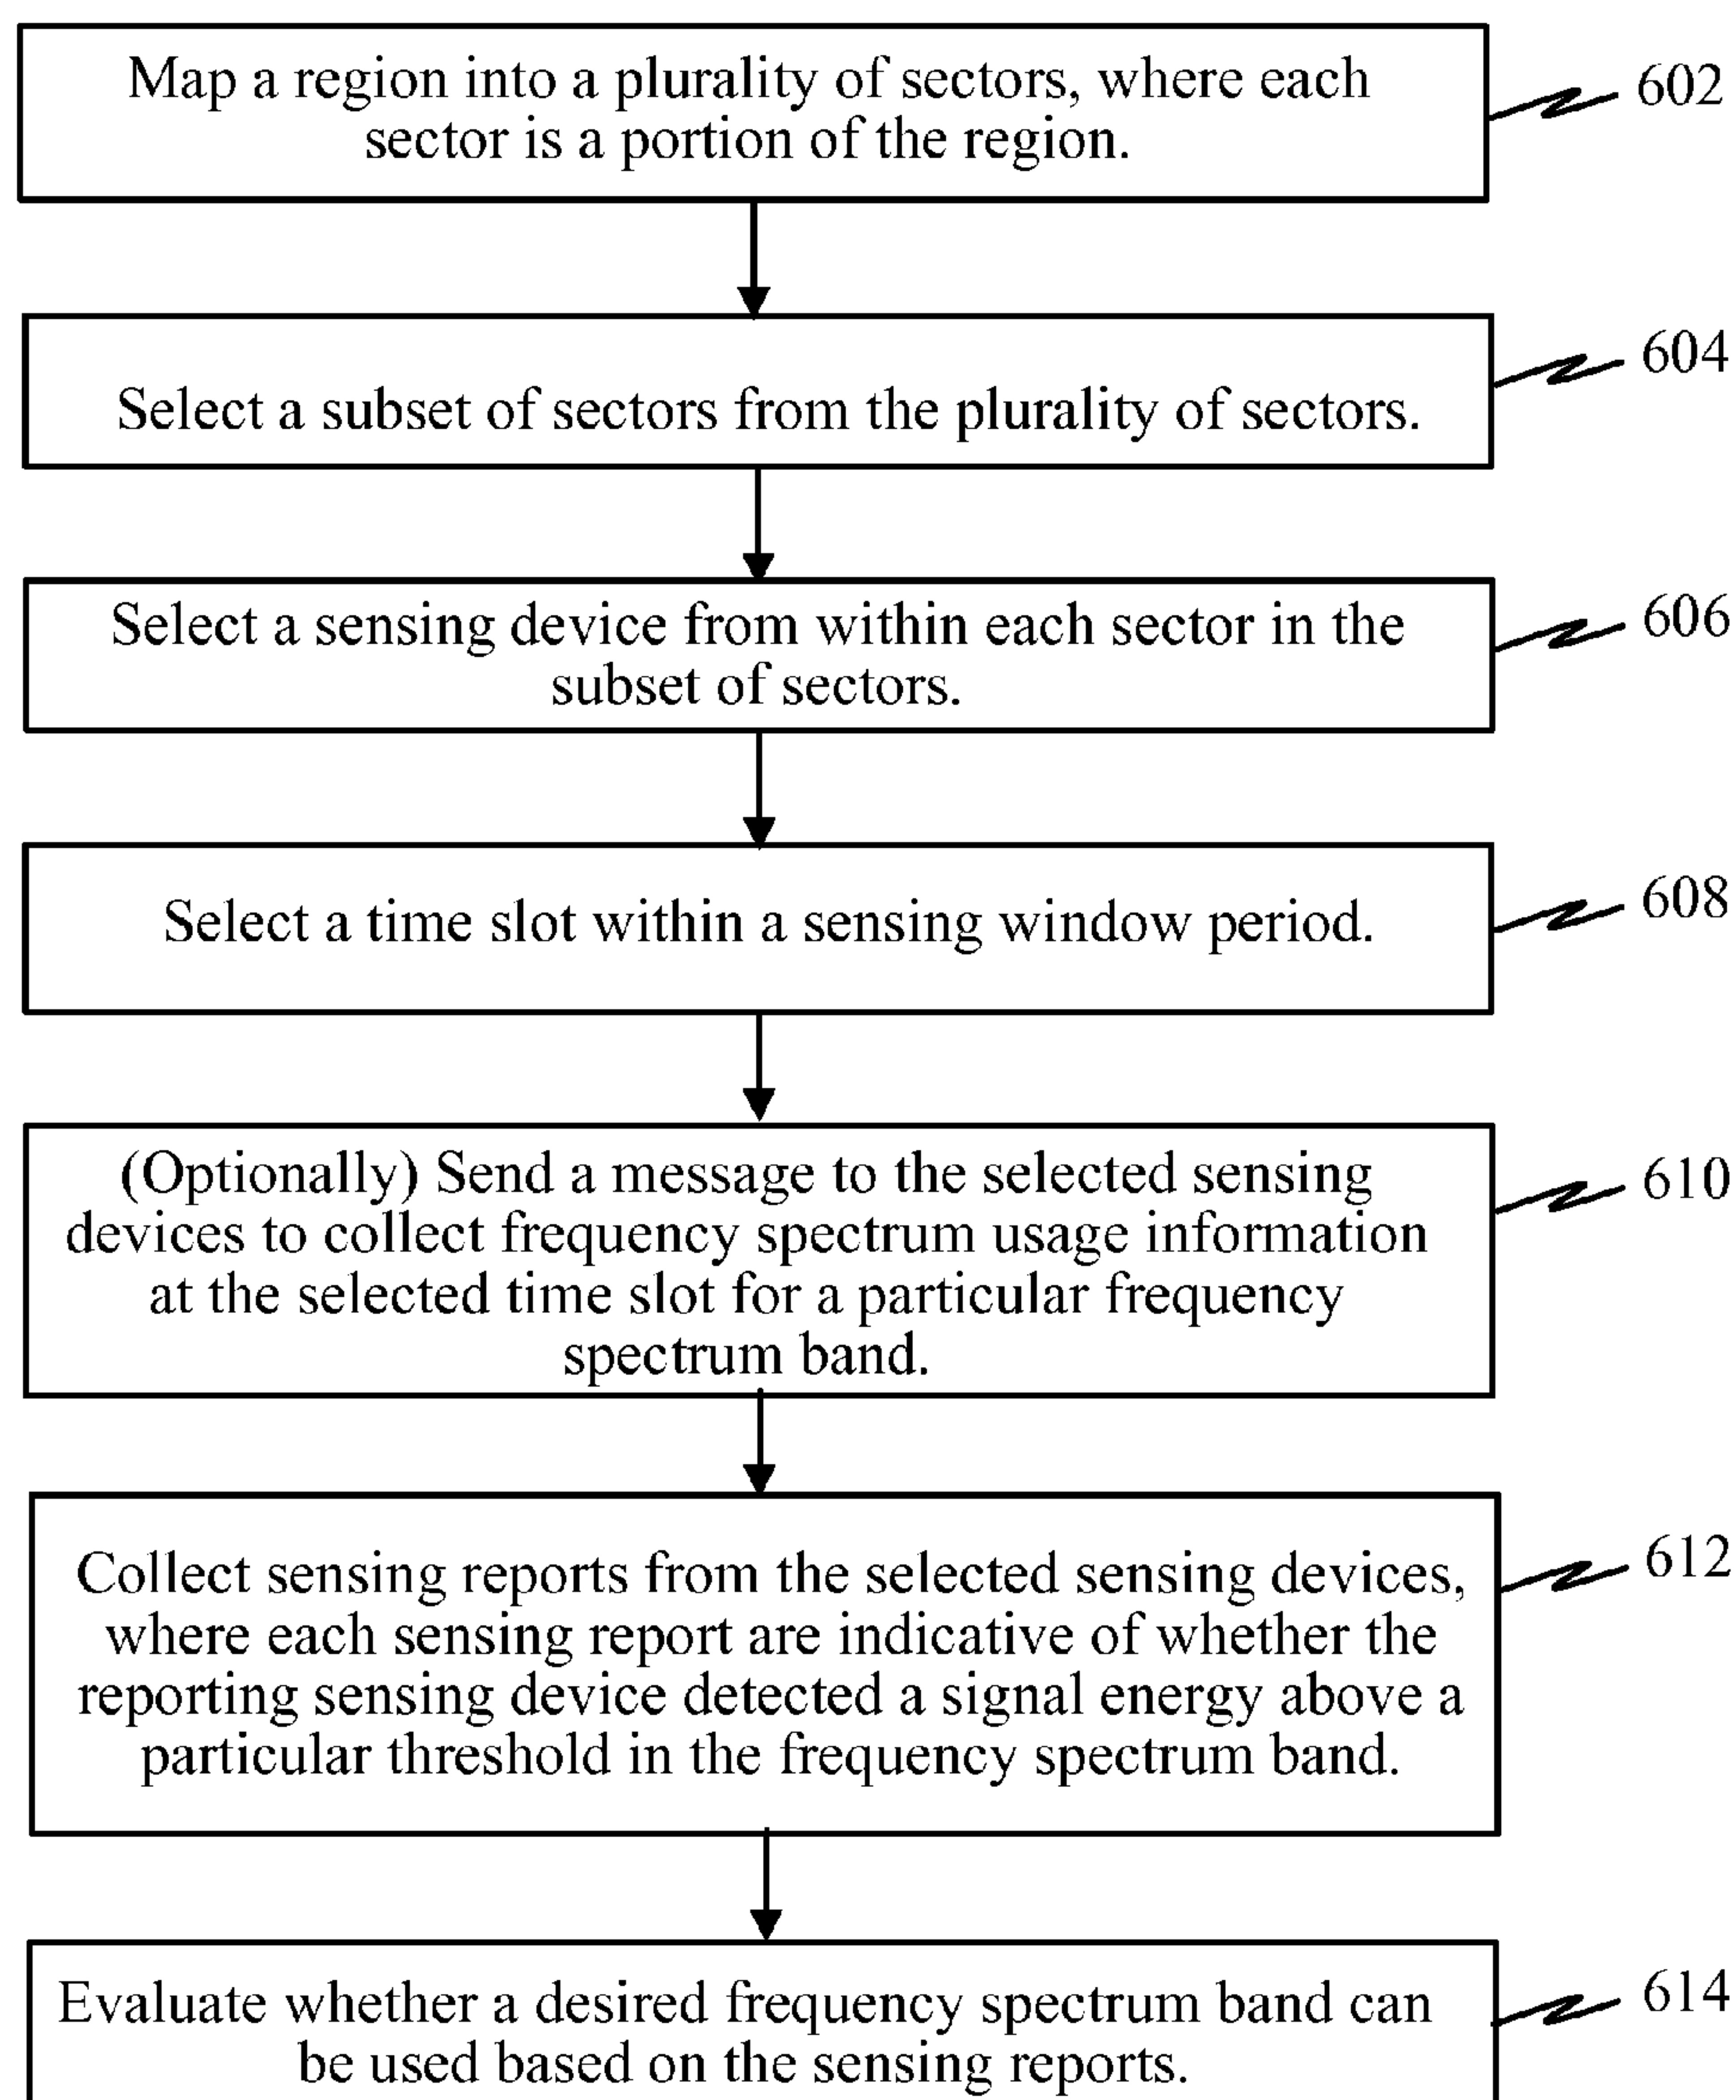 Map a region into a plurality of sectors, where each
sector is a portion of the region.
602
Select a subset of sectors from the plurality of sectors.
604
Select a sensing device from within each sector in the
subset of sectors.
606
Select a time slot within a sensing window period.
608
(Optionally) Send a message to the selected sensing
devices to collect frequency spectrum usage information
at the selected time slot for a particular frequency
spectrum band.
610
Collect sensing reports from the selected sensing devices,
where each sensing report are indicative of whether the
reporting sensing device detected a signal energy above a
particular threshold in the frequency spectrum band.
612
Evaluate whether a desired frequency spectrum band can
be used based on the sensing reports.
614